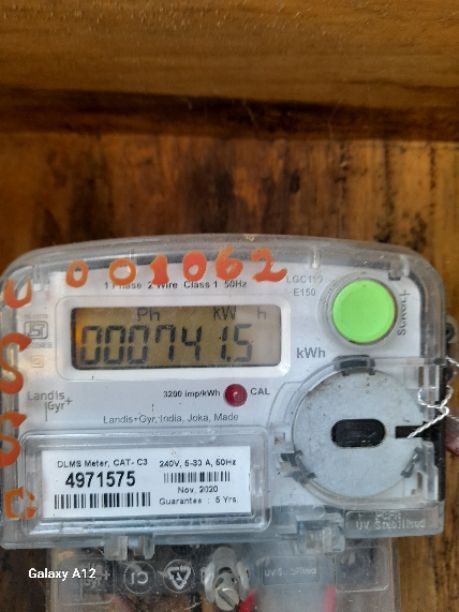 U 001062
S
S
C
LGC110
E150
1 Phase 2 Wire Class 1 50Hz
Ph kW h
000741.5
kWh
Scroll
Landis
Gyr+
3200 imp/kWh CAL
Landis+Gyr, India, Joka, Made
DLMS Meter, CAT- C3 240V, 5-30 A, 50Hz
4971575
Nov. 2020
Guarantee : 5 Yrs.
UV Stabilised
Galaxy A12